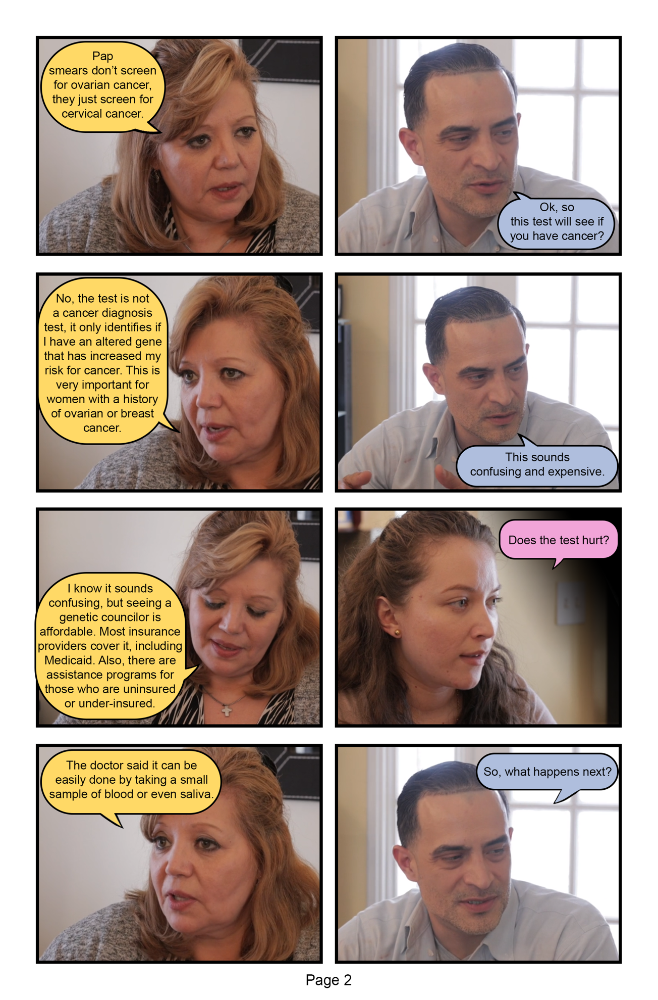 Pap
smears don’t screen
for ovarian cancer,
they just screen for
cervical cancer.
Ok, so
this test will see if
you have cancer?
No, the test is not
a cancer diagnosis
test, it only identifies if
I have an altered gene
that has increased my
risk for cancer. This is
very important for
women with a history
of ovarian or breast
cancer.
This sounds
confusing and expensive.
I know it sounds
confusing, but seeing a
genetic councilor is
affordable. Most insurance
providers cover it, including
Medicaid. Also, there are
assistance programs for
those who are uninsured
or under-insured.
Does the test hurt?
The doctor said it can be
easily done by taking a small
sample of blood or even saliva.
So, what happens next?
Page 2